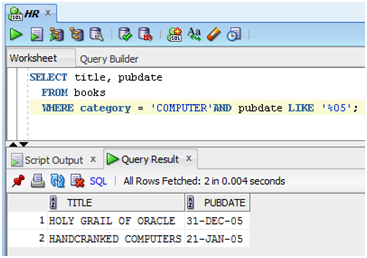 HR
Worksheet Query Builder
SELECT title, pubdate
FROM books
WHERE category = 'COMPUTER'AND pubdate LIKE '%05';
Script Output Query Result
SQL | All Rows Fetched: 2 in 0.004 seconds
TITLE PUBDATE
1 HOLY GRAIL OF ORACLE 31-DEC-05
2 HANDCRANKED COMPUTERS 21-JAN-05